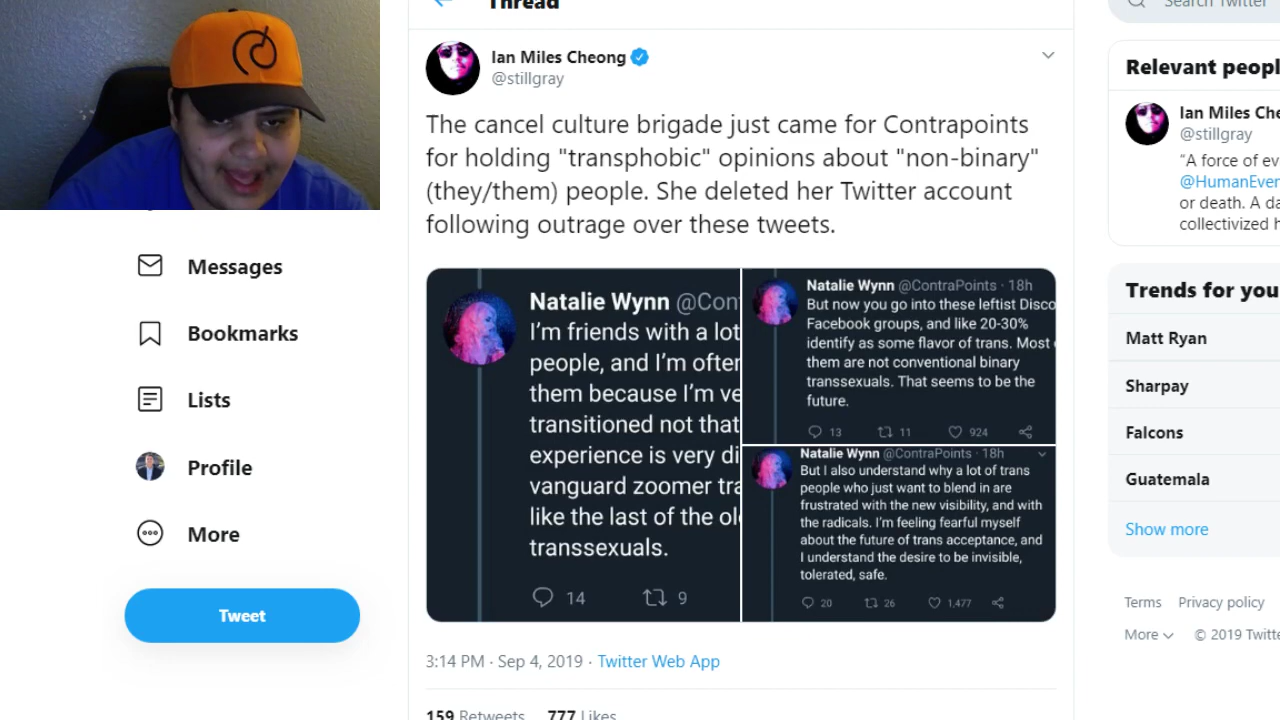 Thread
Search Twitter
Ian Miles Cheong
@stillgray
The cancel culture brigade just came for Contrapoints
for holding "transphobic" opinions about "non-binary"
(they/them) people. She deleted her Twitter account
following outrage over these tweets.
Natalie Wynn @Con
I'm friends with a lot
people, and I'm ofter
them because I'm ve
transitioned not that
experience is very di
vanguard zoomer tra
like the last of the ol
transsexuals.
14 9
Natalie Wynn @ContraPoints · 18h
But now you go into these leftist Disco
Facebook groups, and like 20-30%
identify as some flavor of trans. Most
them are not conventional binary
transsexuals. That seems to be the
future.
13 11 924
Natalie Wynn @ContraPoints · 18h
But I also understand why a lot of trans
people who just want to blend in are
frustrated with the new visibility, and with
the radicals. I'm feeling fearful myself
about the future of trans acceptance, and
I understand the desire to be invisible,
tolerated, safe.
20 26 1,477
3:14 PM · Sep 4, 2019 · Twitter Web App
159 Retweets 777 Likes
Messages
Bookmarks
Lists
Profile
More
Tweet
Relevant peopl
Ian Miles Che
@stillgray
"A force of ev
@HumanEver
or death. A da
collectivized h
Trends for you
Matt Ryan
Sharpay
Falcons
Guatemala
Show more
Terms Privacy policy
More © 2019 Twitte